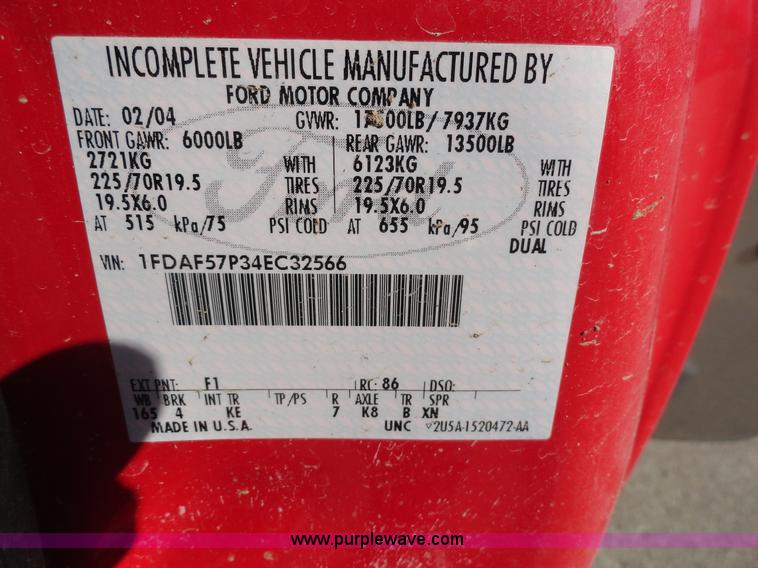 INCOMPLETE VEHICLE MANUFACTURED BY
FORD MOTOR COMPANY
DATE: 02/04 GVWR: 17500LB/ 7937KG
FRONT GAWR: 6000LB REAR GAWR: 13500LB
2721KG WITH 6123KG WITH
225/70R19.5 TIRES 225/70R19.5 TIRES
19.5X6.0 RIMS 19.5X6.0 RIMS
AT 515 kPa/75 PSI COLD AT 655 kPa/95 PSI COLD
DUAL
VIN: 1FDAF57P34EC32566
EXT PNT: F1 RC: 86 DSO:
WB BRK INT TR TP/PS R AXLE TR SPR
165 4 KE 7 K8 B XN
MADE IN U.S.A. UNC ▽2U5A-1520472-AA
www.purplewave.com